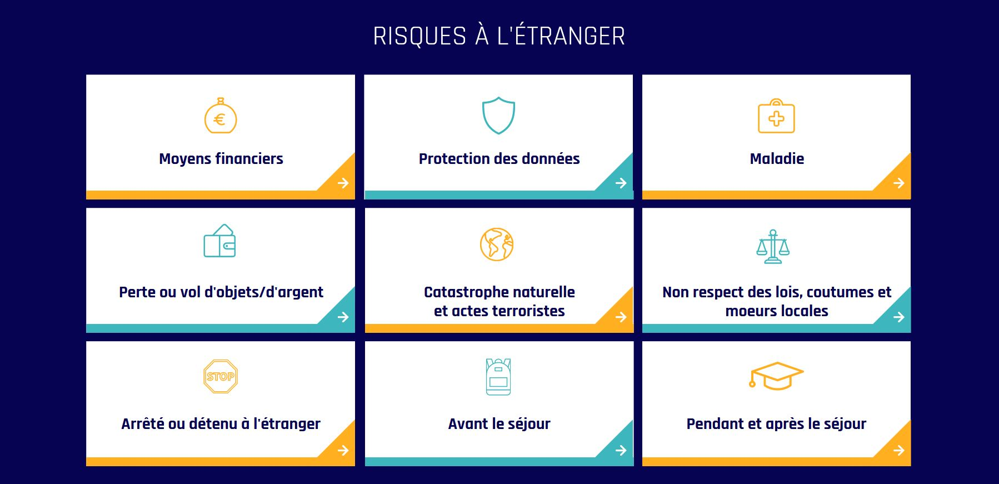 RISQUES À L'ÉTRANGER
€
Moyens financiers
Protection des données
Maladie
Perte ou vol d'objets/d'argent
Catastrophe naturelle
et actes terroristes
Non respect des lois, coutumes et
moeurs locales
STOP
Arrêté ou détenu à l'étranger
Avant le séjour
Pendant et après le séjour